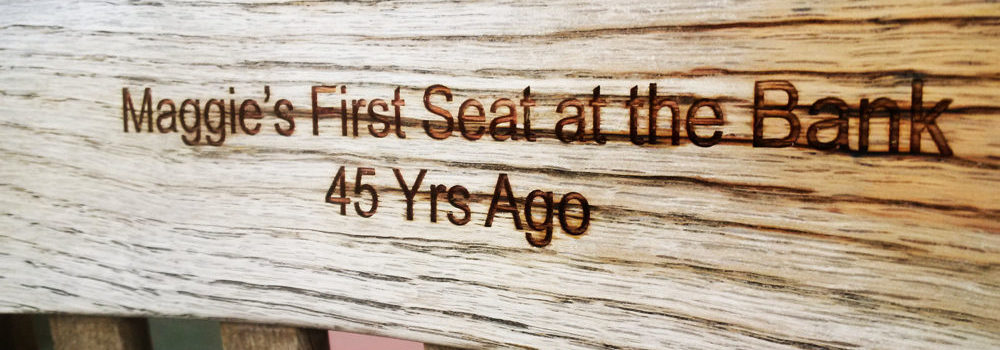 Maggie's First Seat at the Bank
45 Yrs Ago